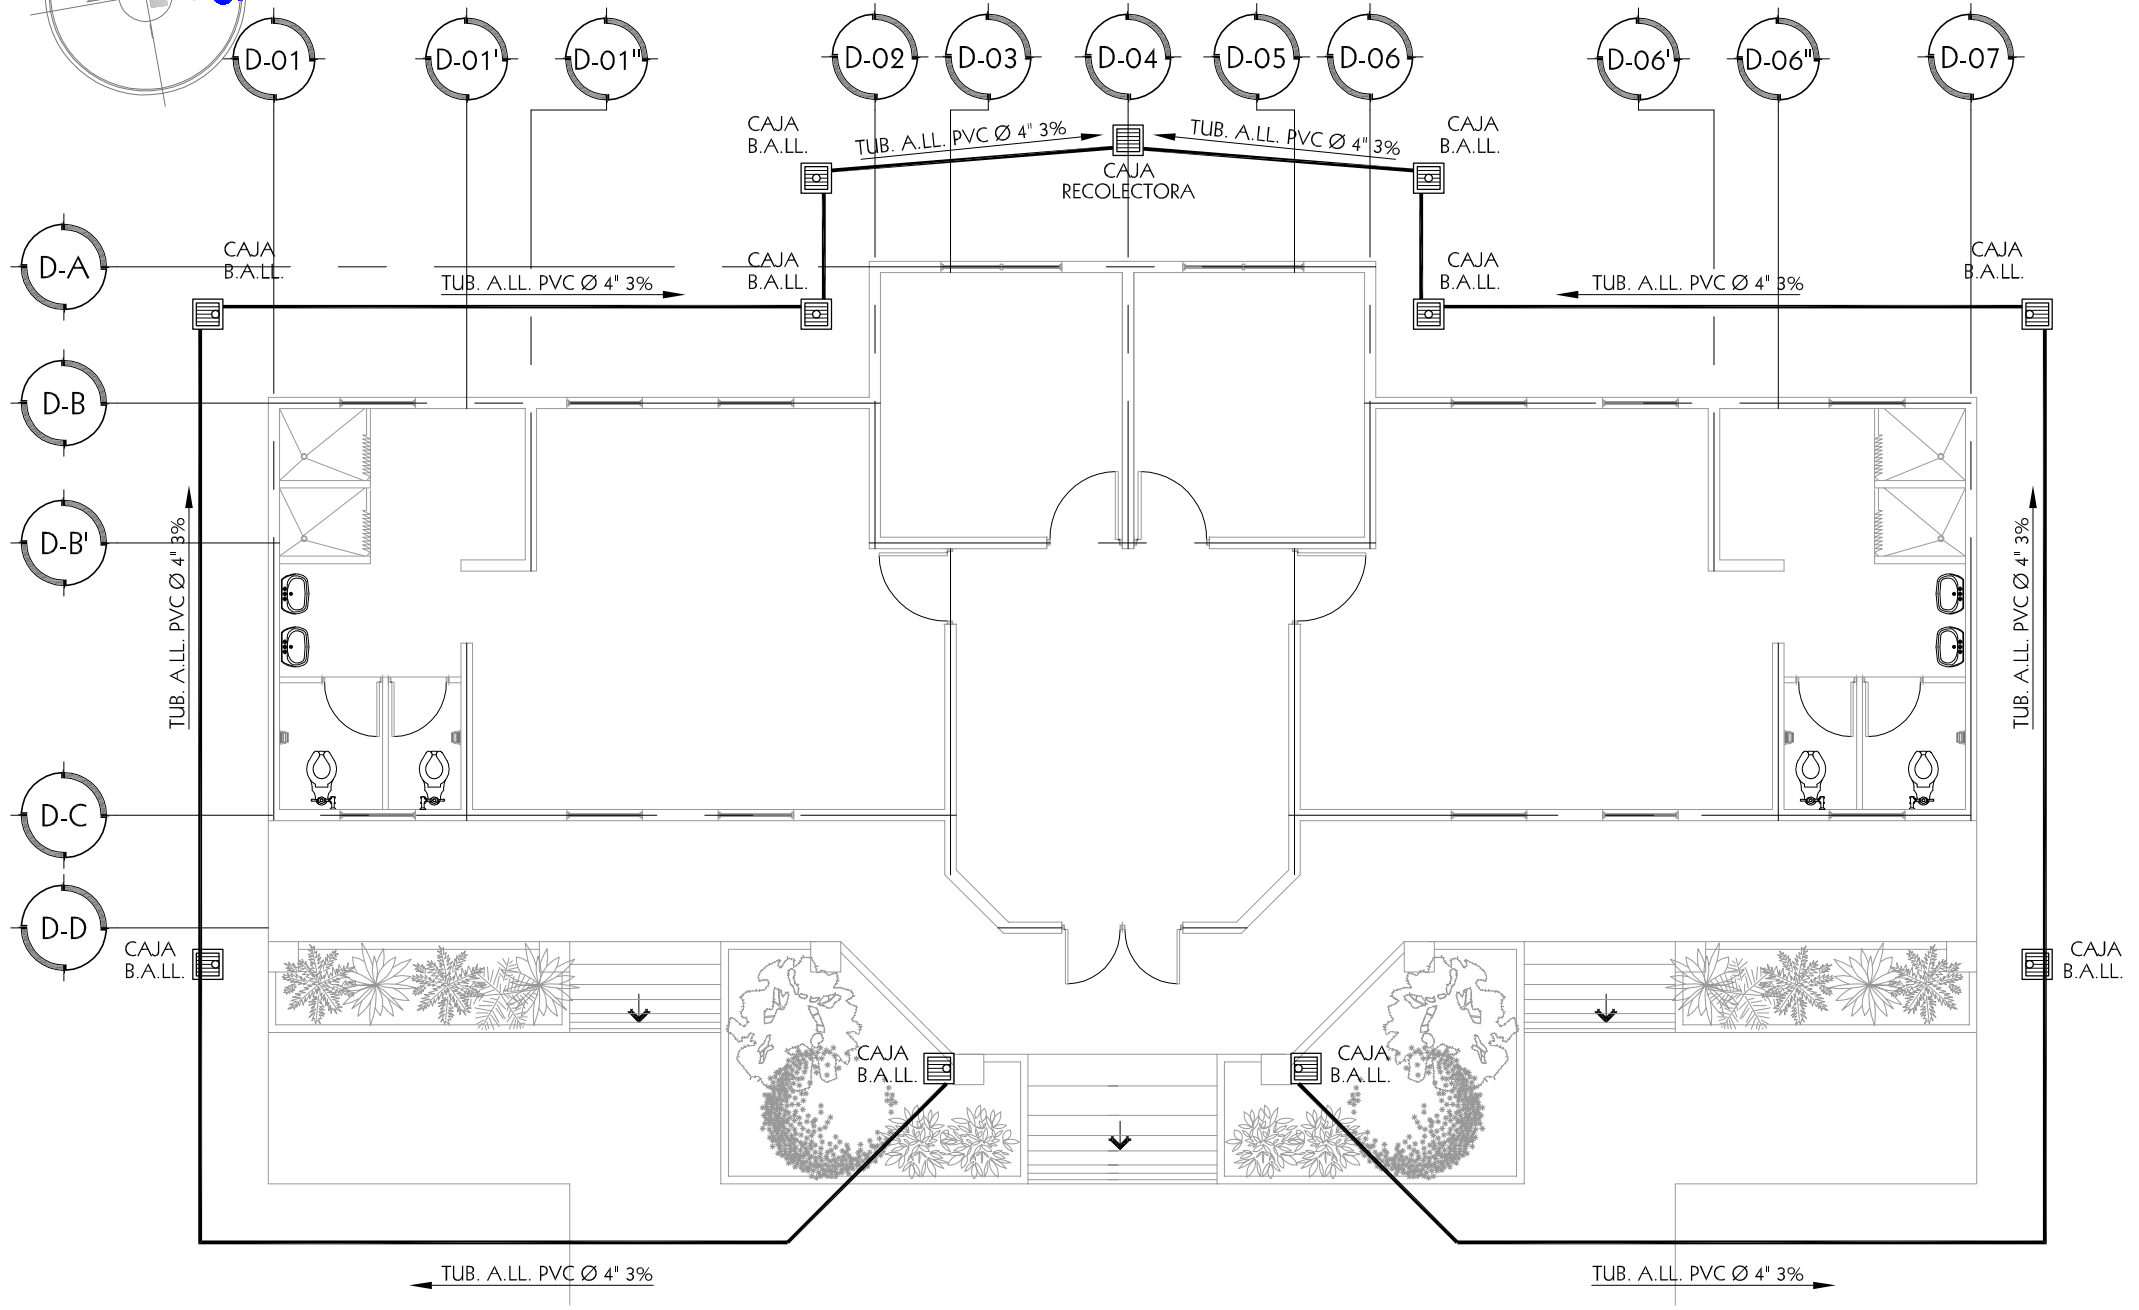 D-01
D-01'
D-01"
D-02
D-03
D-04
D-05
D-06
D-06'
D-06"
D-07
CAJA
B.A.LL.
TUB. A.LL. PVC Ø 4" 3%
TUB. A.LL. PVC Ø 4" 3%
CAJA
B.A.LL.
CAJA
RECOLECTORA
D-A
CAJA
B.A.LL.
TUB. A.LL. PVC Ø 4" 3%
CAJA
B.A.LL.
CAJA
B.A.LL.
TUB. A.LL. PVC Ø 4" 3%
CAJA
B.A.LL.
D-B
D-B'
TUB. A.LL. PVC Ø 4" 3%
TUB. A.LL. PVC Ø 4" 3%
D-C
D-D
CAJA
B.A.LL.
CAJA
B.A.LL.
CAJA
B.A.LL.
CAJA
B.A.LL.
TUB. A.LL. PVC Ø 4" 3%
TUB. A.LL. PVC Ø 4" 3%